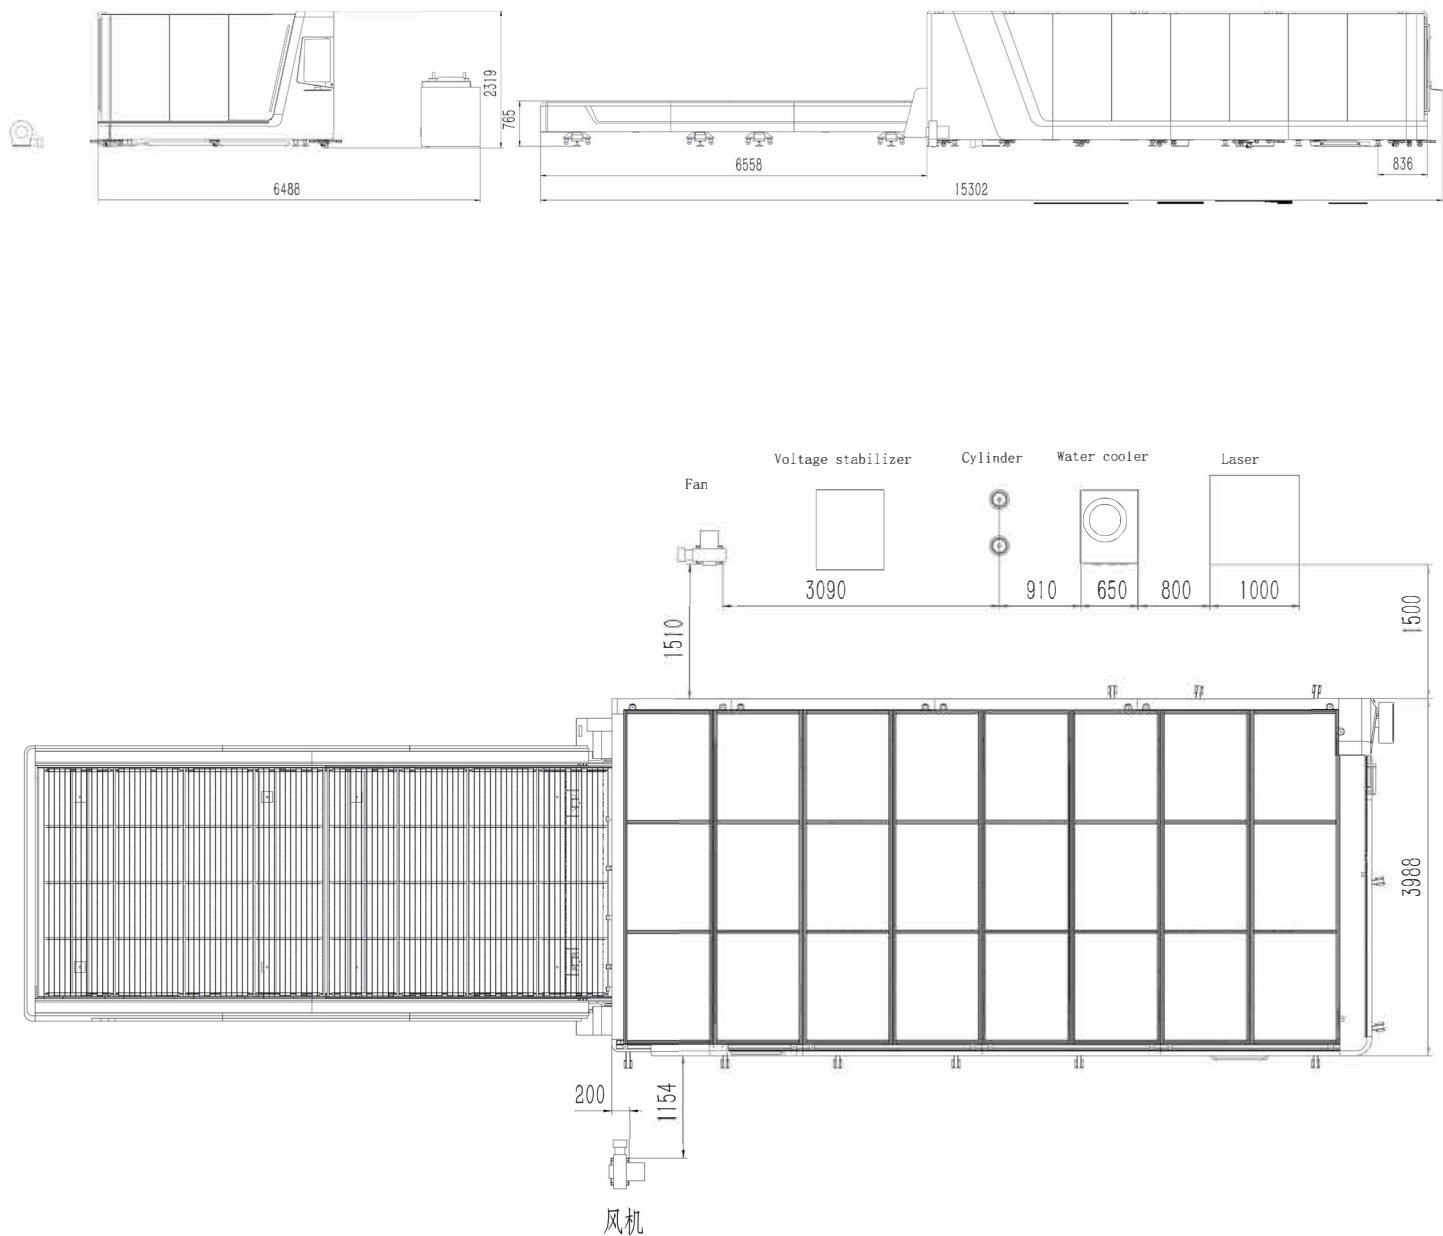 2319
765
6558
836
6488
15302
Voltage stabilizer
Cylinder
Water cooler
Laser
Fan
3090
910
650
800
1000
1510
1500
3988
200
1154
风机